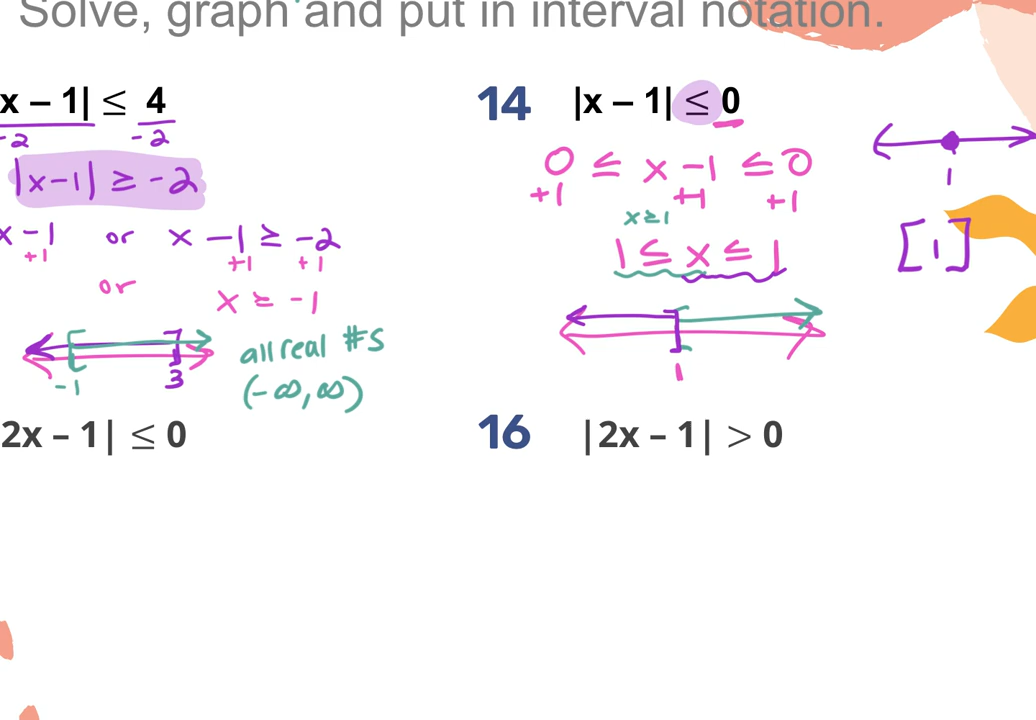 Solve, graph and put in interval notation.
x – 1| ≤ 4
-2 -2
|x-1| ≥ -2
x-1 or x-1 ≥ -2
+1 +1 +1
or x ≥ -1
-1 3
all real #s
(-∞,∞)
14 |x – 1| ≤ 0
0 ≤ x-1 ≤ 0
+1 +1 +1
x≥1
1 ≤ x ≤ 1
1
1
[1]
2x – 1| ≤ 0
16 |2x – 1| > 0